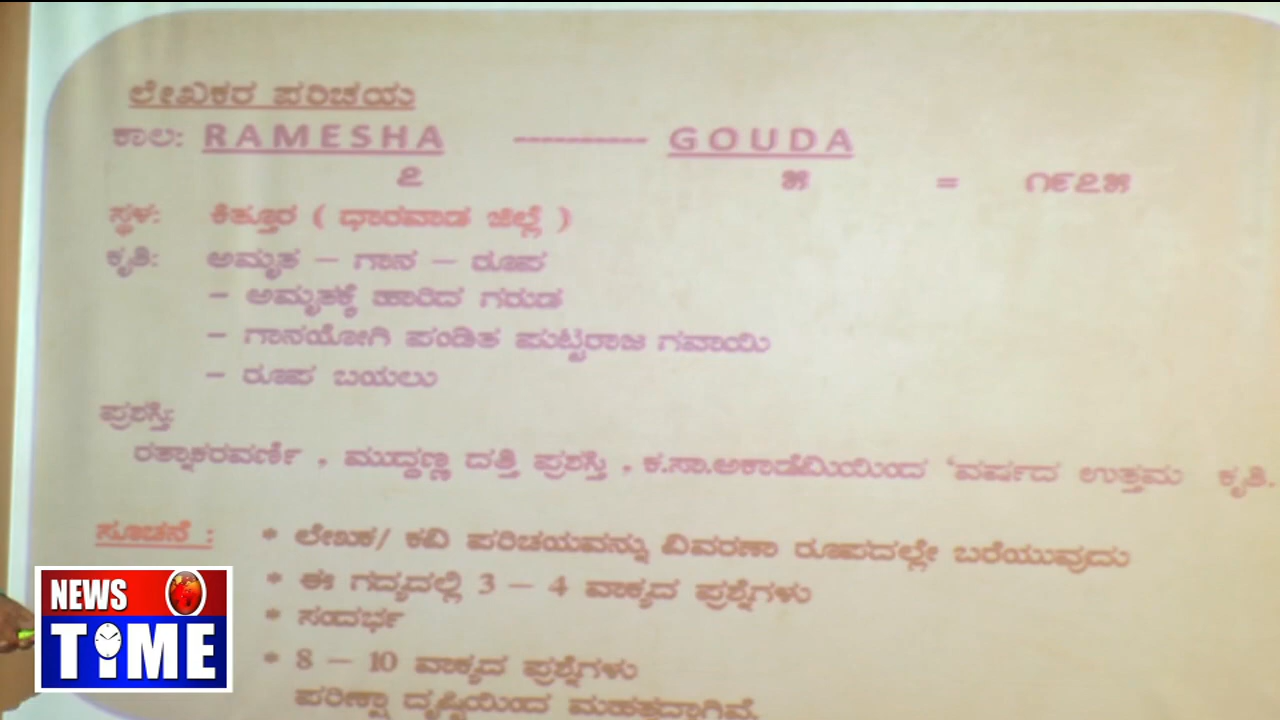 ಲೇಖಕರ ಪರಿಚಯ
ಕಾಲ: RAMESHA ---------- GOUDA
೭ ೫ = ೧೯೭೫
ಸ್ಥಳ: ಕಿತ್ತೂರ ( ಧಾರವಾಡ ಜಿಲ್ಲೆ )
ಕೃತಿ: ಅಮೃತ – ಗಾನ – ರೂಪ
– ಅಮೃತಕ್ಕೆ ಹಾರಿದ ಗರುಡ
– ಗಾನಯೋಗಿ ಪಂಡಿತ ಪುಟ್ಟರಾಜ ಗವಾಯಿ
– ರೂಪ ಬಯಲು
ಪ್ರಶಸ್ತಿ:
ರತ್ನಾಕರವರ್ಣಿ , ಮುದ್ದಣ್ಣ ದತ್ತಿ ಪ್ರಶಸ್ತಿ , ಕ.ಸಾ.ಅಕಾಡೆಮಿಯಿಂದ ‘ವರ್ಷದ ಉತ್ತಮ ಕೃತಿ.
ಸೂಚನೆ : * ಲೇಖಕ/ ಕವಿ ಪರಿಚಯವನ್ನು ವಿವರಣಾ ರೂಪದಲ್ಲೇ ಬರೆಯುವುದು
* ಈ ಗದ್ಯದಲ್ಲಿ 3 – 4 ವಾಕ್ಯದ ಪ್ರಶ್ನೆಗಳು
* ಸಂದರ್ಭ
* 8 – 10 ವಾಕ್ಯದ ಪ್ರಶ್ನೆಗಳು
ಪರೀಕ್ಷಾ ದೃಷ್ಟಿಯಿಂದ ಮಹತ್ವದ್ದಾಗಿವೆ.
NEWS
TIME